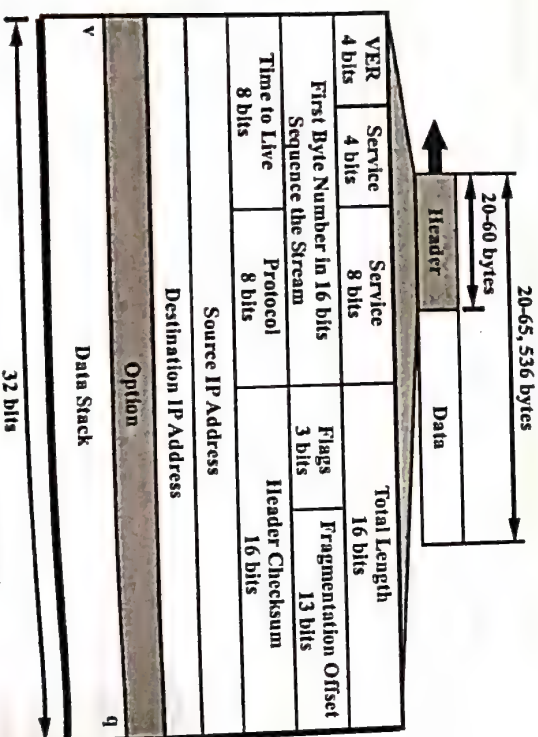 20-65, 536 bytes
20-60 bytes
Header
Data
VER
4 bits
Service
4 bits
Service
8 bits
Total Length
16 bits
First Byte Number in 16 bits
Sequence the Stream
Flags
3 bits
Fragmentation Offset
13 bits
Time to Live
8 bits
Protocol
8 bits
Header Checksum
16 bits
Source IP Address
Destination IP Address
Option
v
Data Stack
q
32 bits